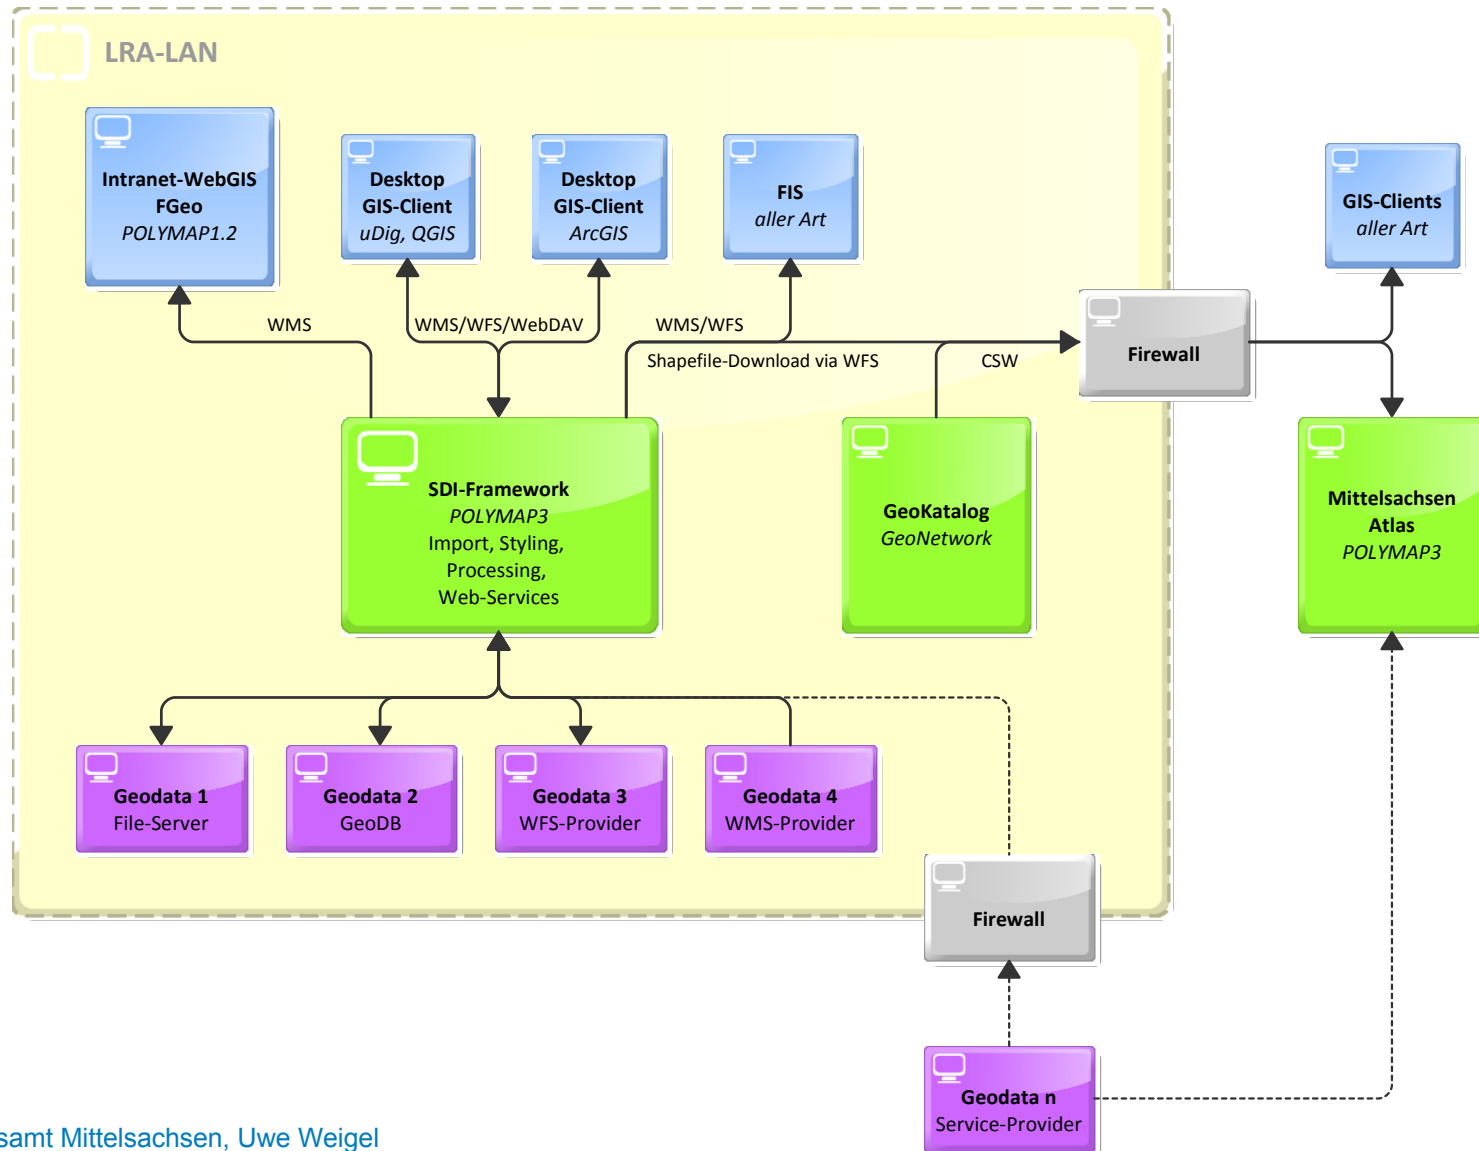 LRA-LAN
Intranet-WebGIS
FGeo
POLYMAP1.2
Desktop
GIS-Client
uDig, QGIS
Desktop
GIS-Client
ArcGIS
FIS
aller Art
GIS-Clients
aller Art
WMS
WMS/WFS/WebDAV
WMS/WFS
Shapefile-Download via WFS
CSW
Firewall
SDI-Framework
POLYMAP3
Import, Styling,
Processing,
Web-Services
GeoKatalog
GeoNetwork
Mittelsachsen
Atlas
POLYMAP3
Geodata 1
File-Server
Geodata 2
GeoDB
Geodata 3
WFS-Provider
Geodata 4
WMS-Provider
Firewall
Geodata n
Service-Provider
samt Mittelsachsen, Uwe Weigel